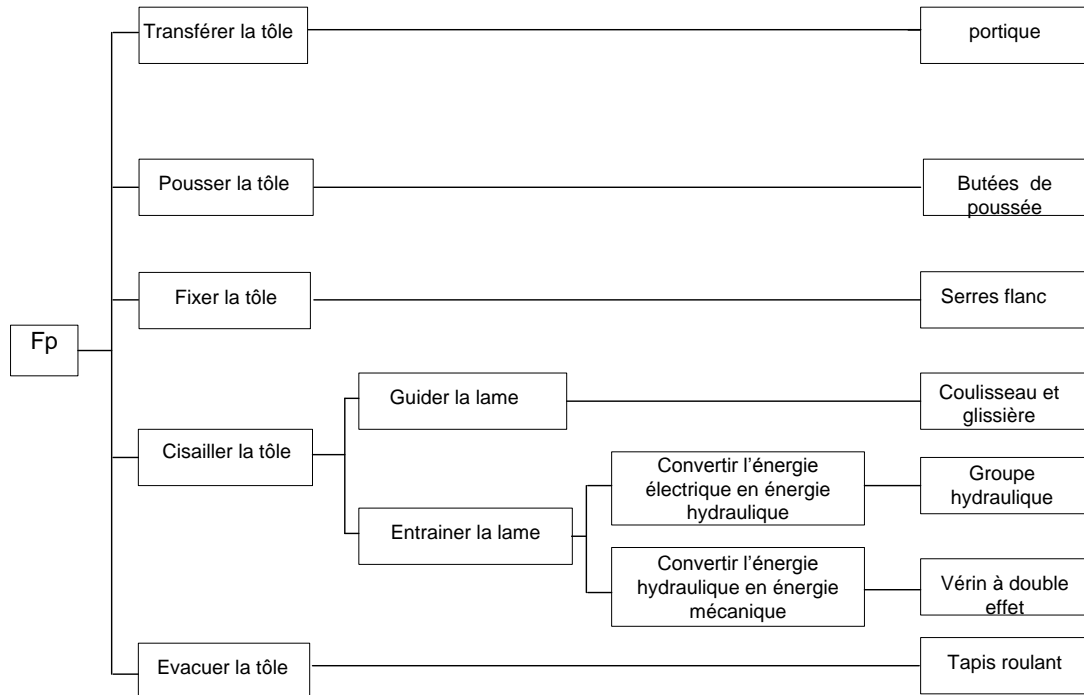 Transférer la tôle
portique
Pousser la tôle
Butées de
poussée
Fixer la tôle
Serres flanc
Fp
Guider la lame
Coulisseau et
glissière
Cisailler la tôle
Convertir l’énergie
électrique en énergie
hydraulique
Groupe
hydraulique
Entrainer la lame
Convertir l’énergie
hydraulique en énergie
mécanique
Vérin à double
effet
Evacuer la tôle
Tapis roulant